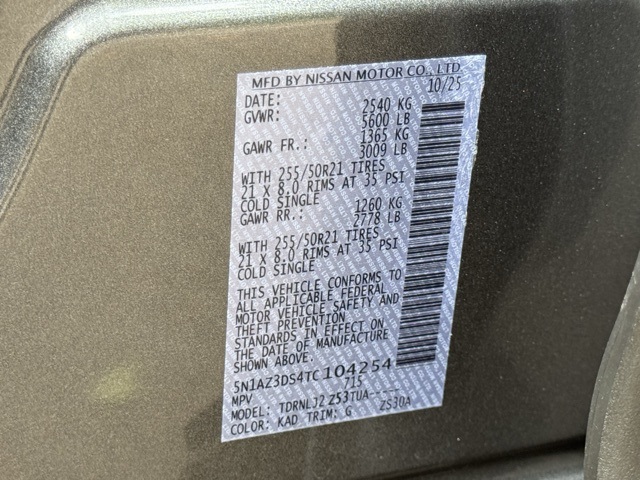 MFD BY NISSAN MOTOR CO., LTD
DATE: 10/25
GVWR: 2540 KG
5600 LB
GAWR FR.: 1365 KG
3009 LB
WITH 255/50R21 TIRES
21 X 8.0 RIMS AT 35 PSI
COLD SINGLE
GAWR RR.: 1260 KG
2778 LB
WITH 255/50R21 TIRES
21 X 8.0 RIMS AT 35 PSI
COLD SINGLE
THIS VEHICLE CONFORMS TO
ALL APPLICABLE FEDERAL
MOTOR VEHICLE SAFETY AND
THEFT PREVENTION
STANDARDS IN EFFECT ON
THE DATE OF MANUFACTURE
SHOWN ABOVE.
5N1AZ3DS4TC104254
MPV 715
MODEL: TDRNLJ2 Z53TUA----
COLOR: KAD TRIM: G ZS30A